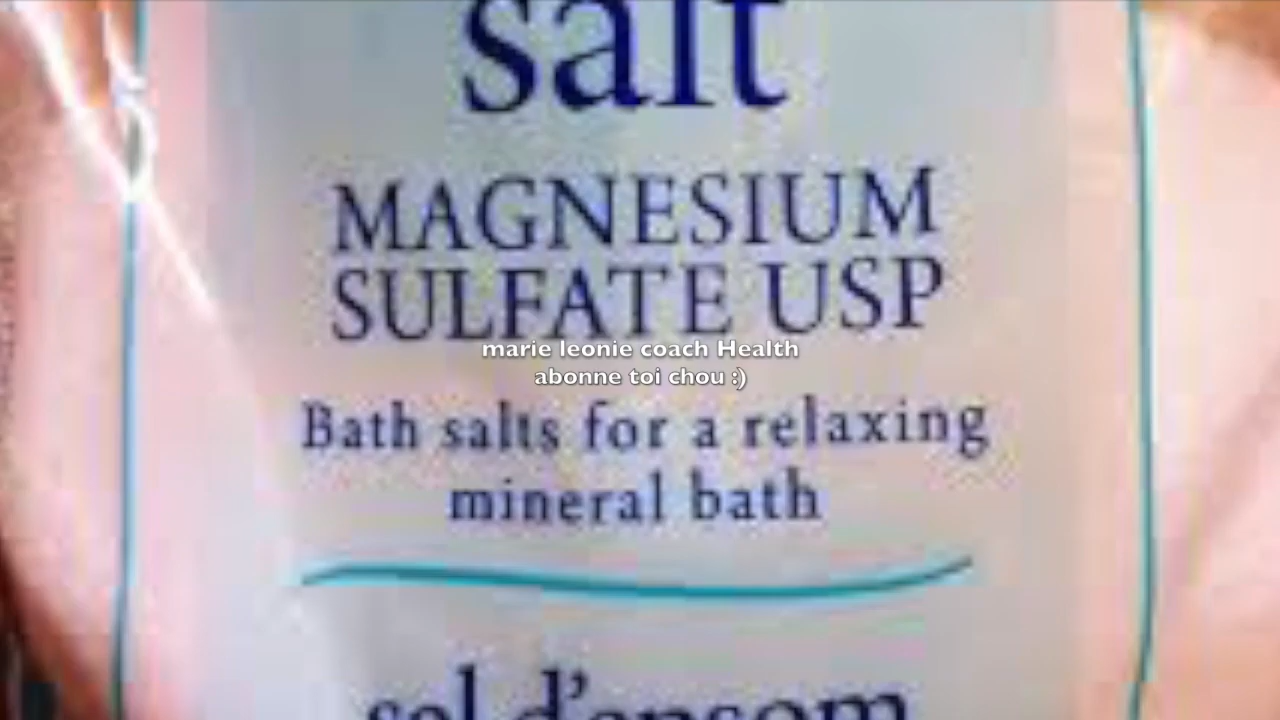 salt
MAGNESIUM
SULFATE USP
marie leonie coach Health
abonne toi chou :)
Bath salts for a relaxing
mineral bath
sel d'epsom